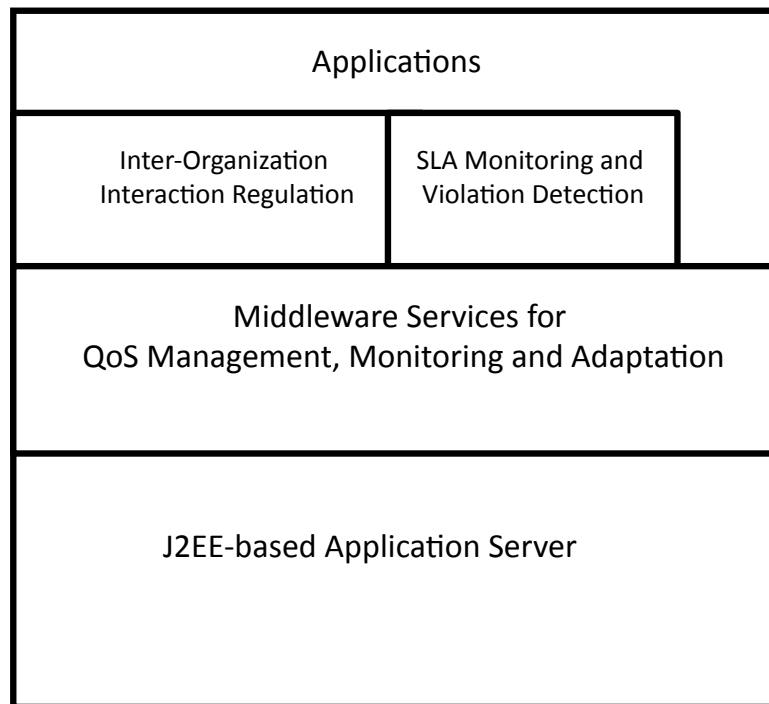 Applications
Inter-Organization
Interaction Regulation
SLA Monitoring and
Violation Detection
Middleware Services for
QoS Management, Monitoring and Adaptation
J2EE-based Application Server